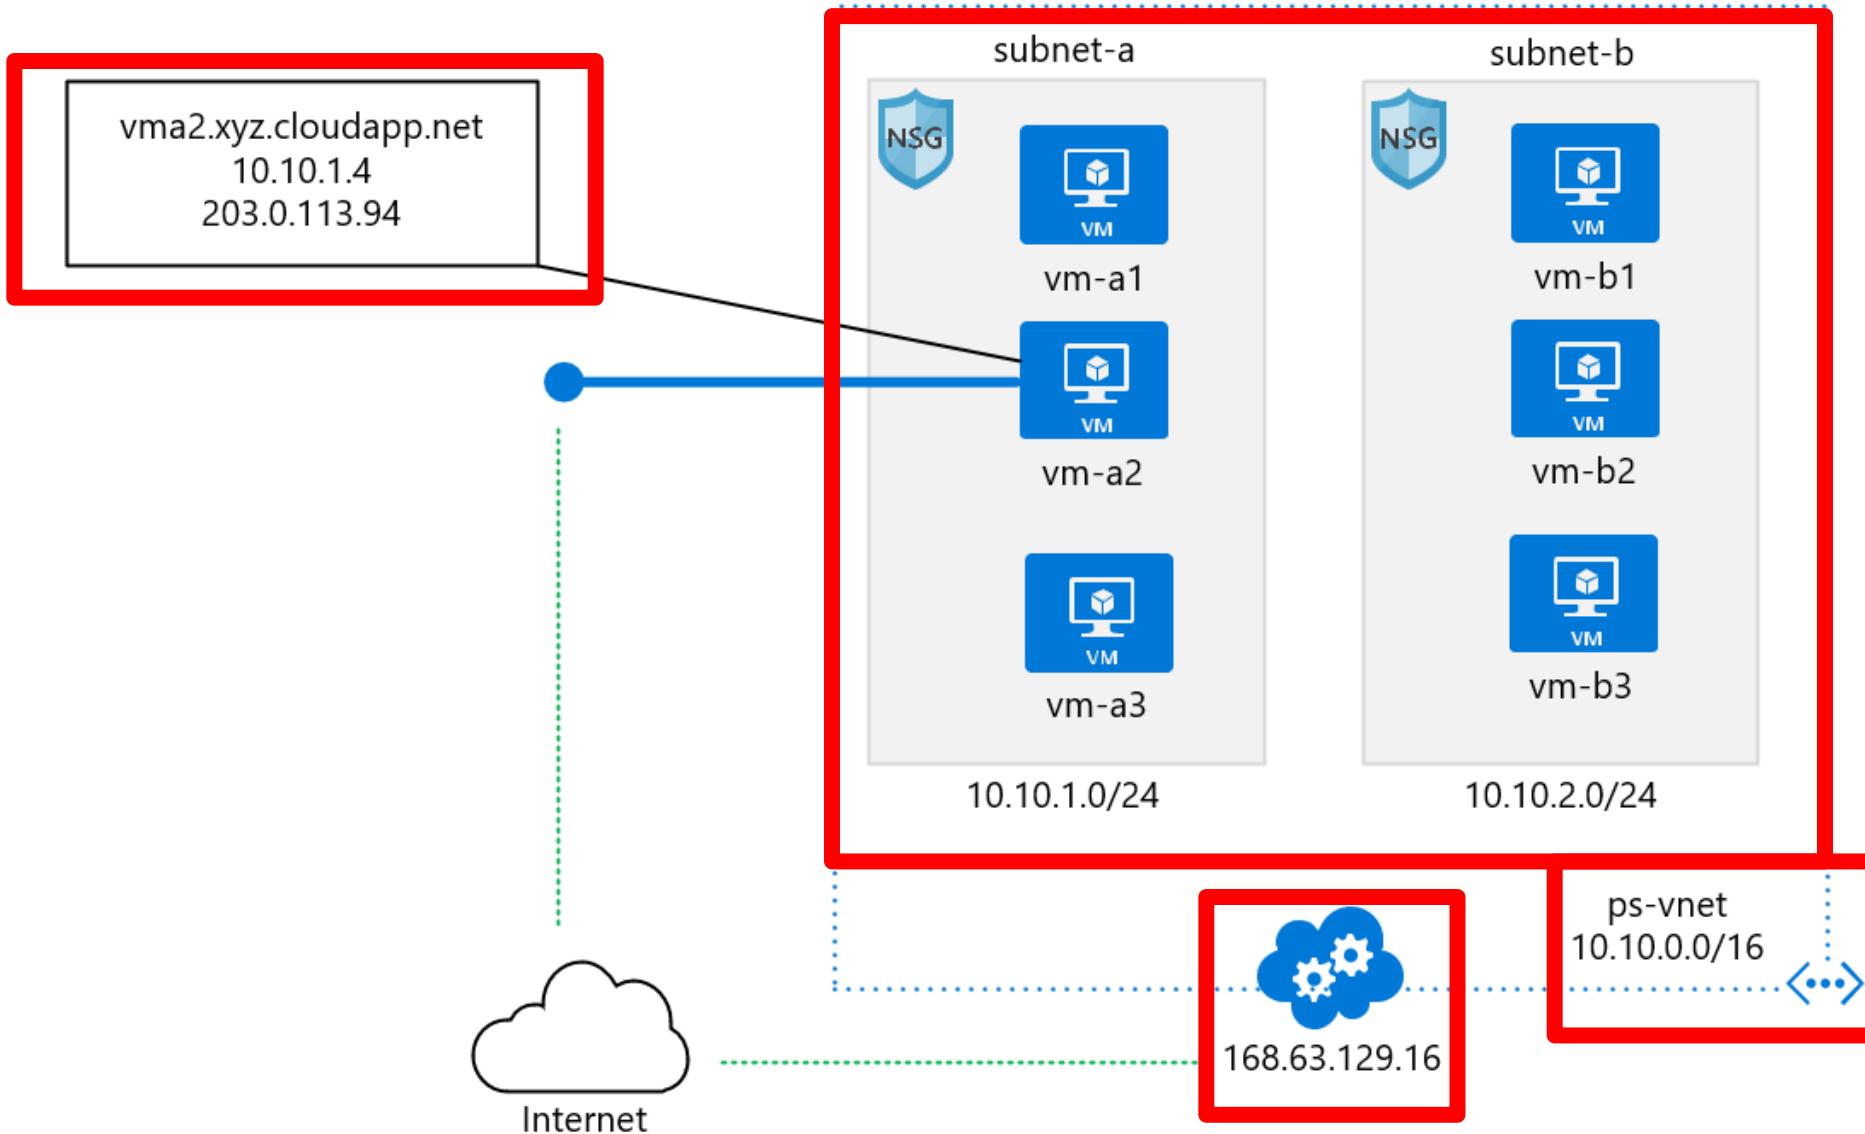 subnet-a
subnet-b
vma2.xyz.cloudapp.net
10.10.1.4
203.0.113.94
NSG
VM
vm-a1
VM
vm-a2
VM
vm-a3
10.10.1.0/24
NSG
VM
vm-b1
VM
vm-b2
VM
vm-b3
10.10.2.0/24
ps-vnet
10.10.0.0/16
168.63.129.16
Internet